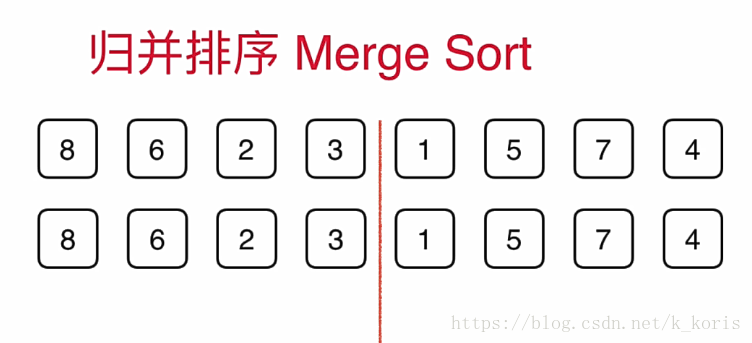 归并排序 Merge Sort
8 6 2 3 1 5 7 4
8 6 2 3 1 5 7 4
https://blog.csdn.net/k_koris